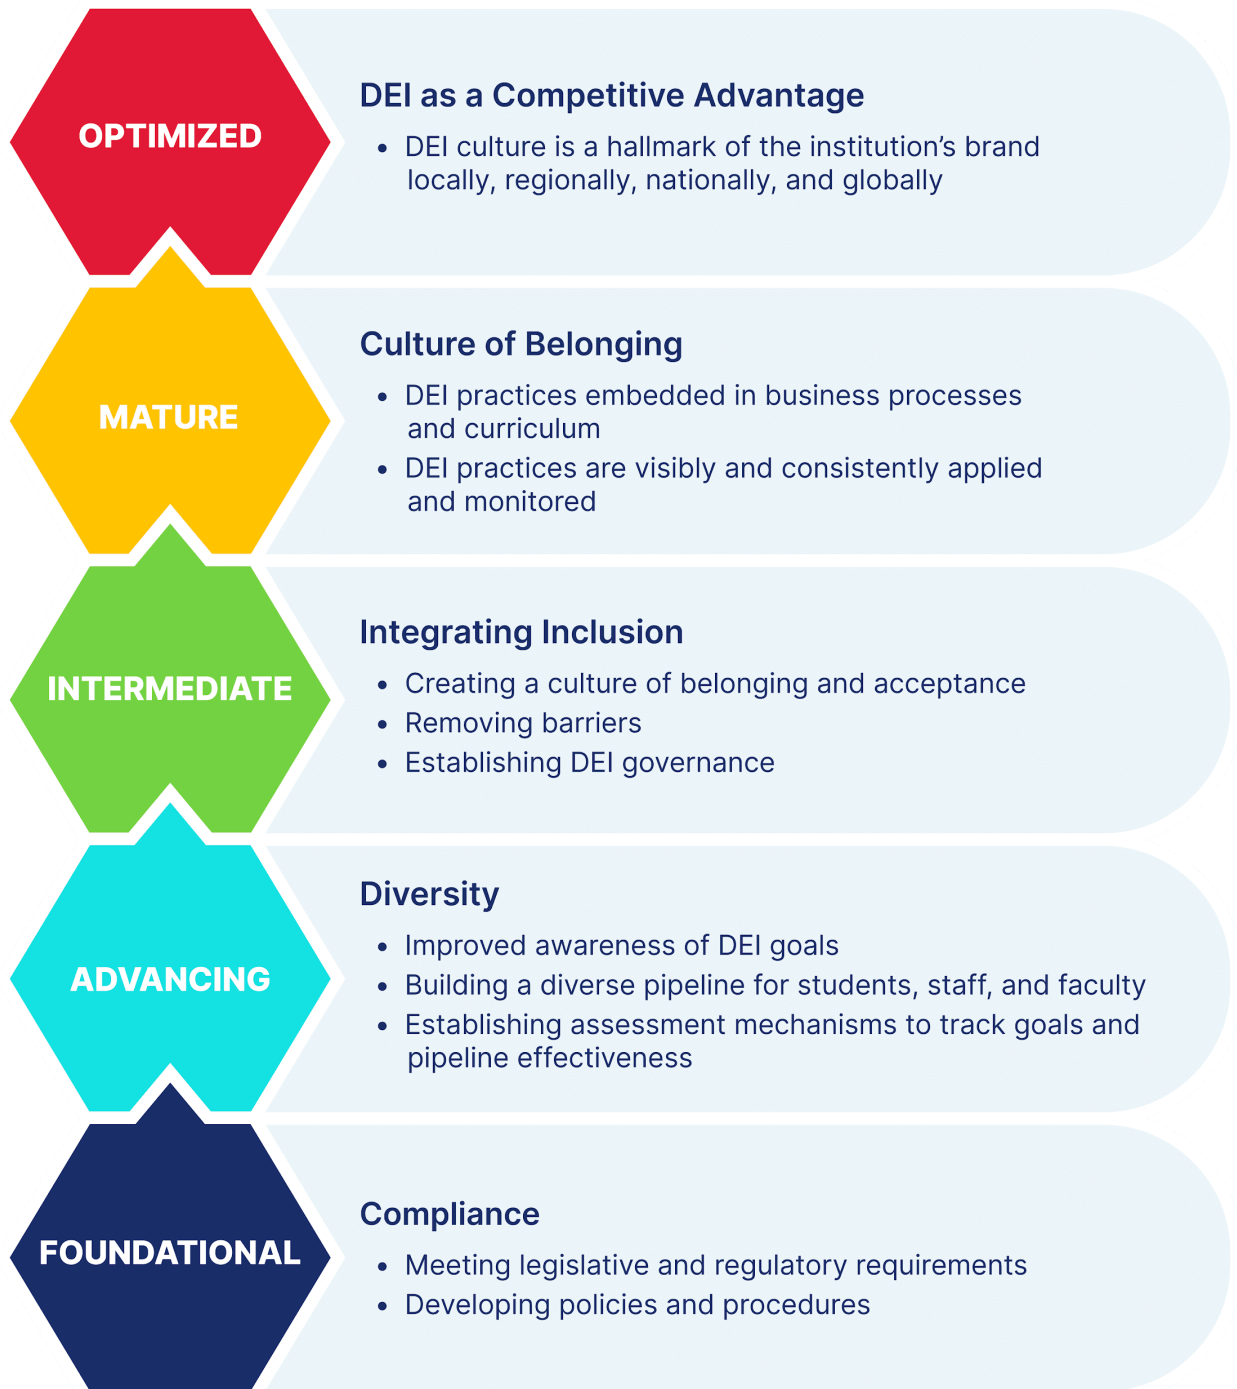 OPTIMIZED
DEI as a Competitive Advantage
• DEI culture is a hallmark of the institution’s brand
locally, regionally, nationally, and globally
MATURE
Culture of Belonging
• DEI practices embedded in business processes
and curriculum
• DEI practices are visibly and consistently applied
and monitored
INTERMEDIATE
Integrating Inclusion
• Creating a culture of belonging and acceptance
• Removing barriers
• Establishing DEI governance
ADVANCING
Diversity
• Improved awareness of DEI goals
• Building a diverse pipeline for students, staff, and faculty
• Establishing assessment mechanisms to track goals and
pipeline effectiveness
FOUNDATIONAL
Compliance
• Meeting legislative and regulatory requirements
• Developing policies and procedures